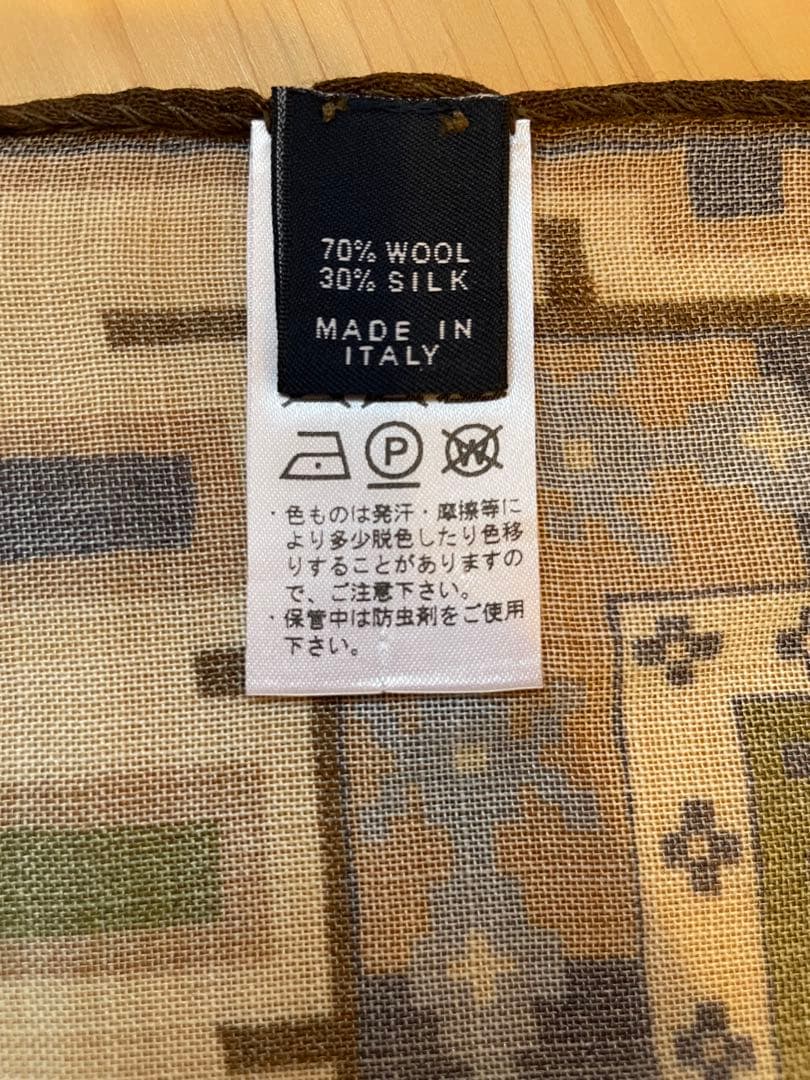 70% WOOL
30% SILK
MADE IN
ITALY
P
W
・色ものは発汗・摩擦等に
より多少脱色したり色移
りすることがありますの
で、ご注意下さい。
・保管中は防虫剤をご使用
下さい。